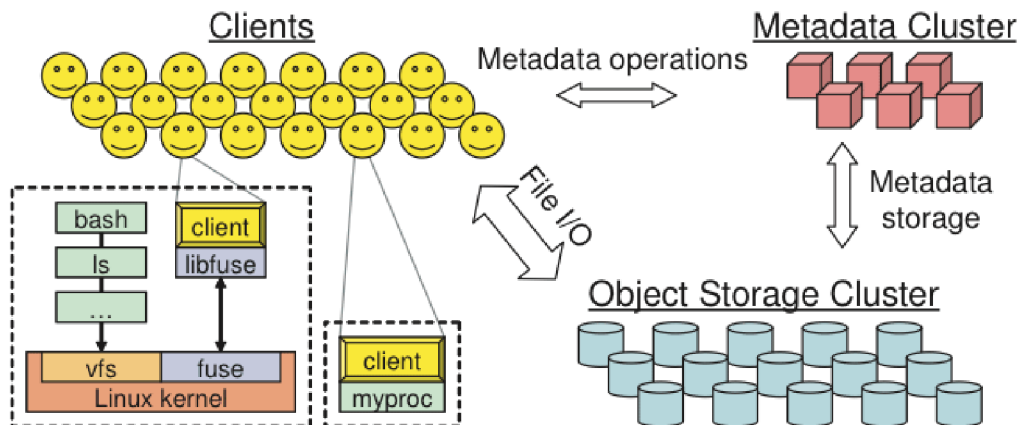 Clients
Metadata Cluster
Metadata operations
File I/O
Metadata
storage
bash
client
ls
libfuse
...
Object Storage Cluster
vfs
fuse
client
Linux kernel
myproc